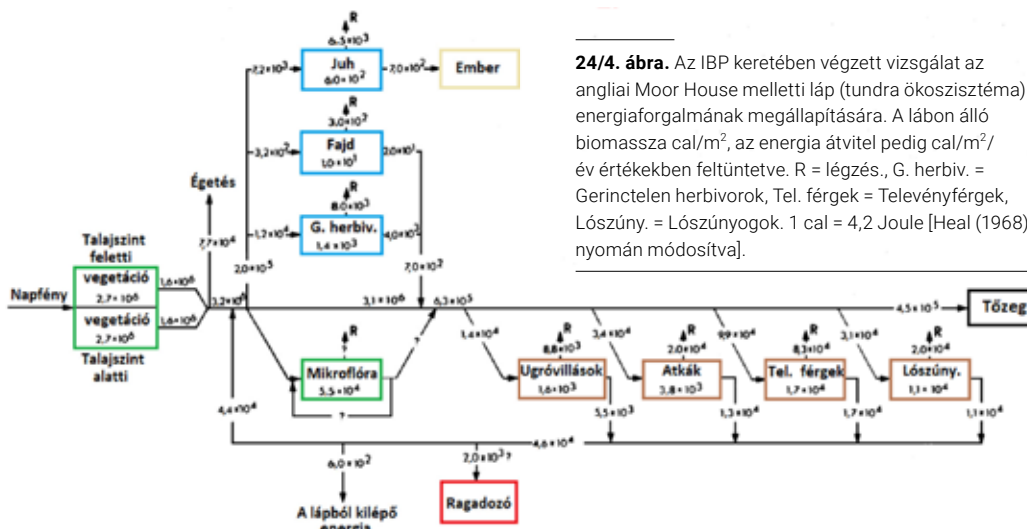 R
6.5×10³
7,2×10³
Juh
6.0×10²
7.0×10²
Ember
R
3.0×10²
3,2×10²
Fajd
1.0×10³
2.0×10¹
Égetés
R
8.0×10³
1,2×10⁴
G. herbiv.
1,4×10³
4,0×10³
7,7×10⁴
2.0×10⁵
7,0×10²
Talajszint
feletti
vegetáció
2,7×10⁶
1,6×10⁶
Napfény
3,2×10⁶
3,1×10⁶
6,3×10⁵
4,5×10⁵
Tőzeg
vegetáció
2,7×10⁶
1,6×10⁶
Talajszint
alatti
R
?
Mikroflóra
5.5×10⁴
?
?
1,4×10⁴
R
8,8×10³
Ugróvillások
1,6×10³
3,4×10⁴
R
2.0×10⁴
Atkák
3,8×10³
9,9×10⁴
R
8,3×10⁴
Tel. férgek
1,7×10⁴
3,1×10⁴
R
2,0×10⁴
Lószúny.
1,1×10⁴
5,5×10³
1,3×10⁴
1,7×10⁴
1,1×10⁴
4,4×10⁴
4,6×10⁴
6,0×10²
2,0×10³?
A lápból kilépő
energia
Ragadozó
24/4. ábra. Az IBP keretében végzett vizsgálat az
angliai Moor House melletti láp (tundra ökoszisztéma)
energiaforgalmának megállapítására. A lábon álló
biomassza cal/m², az energia átvitel pedig cal/m²/
év értékekben feltüntetve. R = légzés., G. herbiv. =
Gerinctelen herbivorok, Tel. férgek = Televényférgek,
Lószúny. = Lószúnyogok. 1 cal = 4,2 Joule [Heal (1968)
nyomán módosítva].